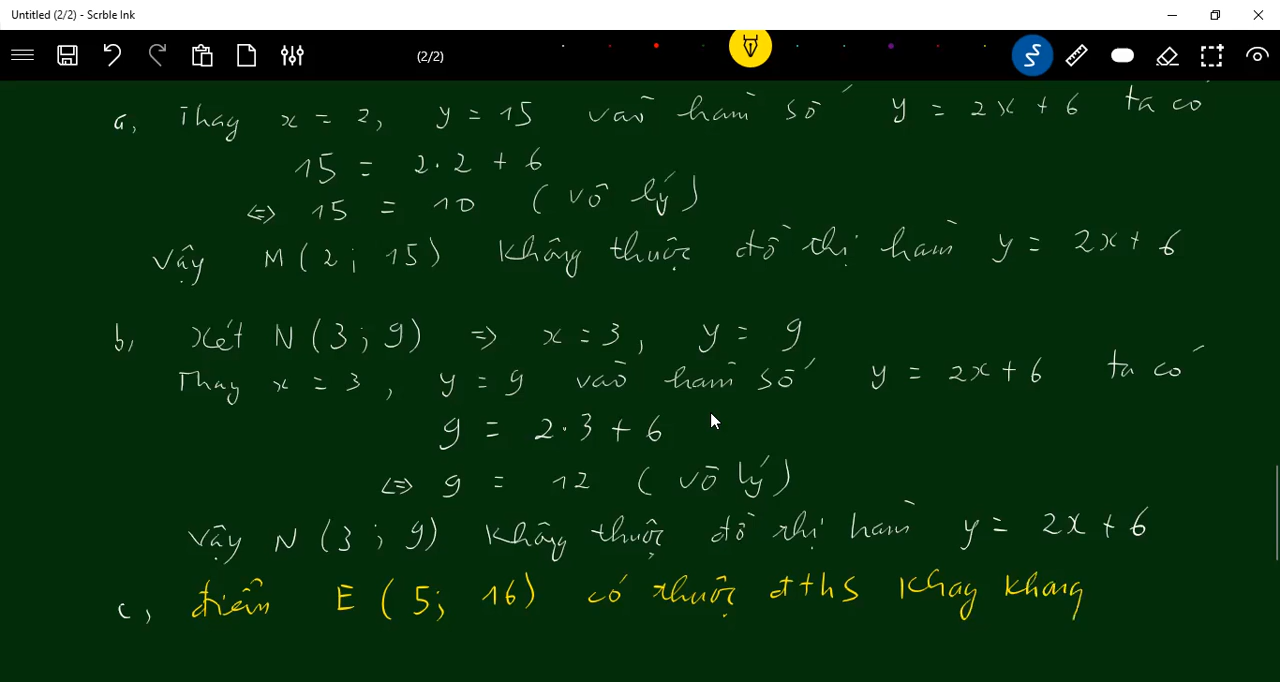 Untitled (2/2) - Scrble Ink
(2/2)
a, Thay x = 2, y = 15 vào hàm số y = 2x + 6 ta có
15 = 2·2 + 6
<=> 15 = 10 (vô lý)
Vậy M(2; 15) không thuộc đồ thị hàm y = 2x + 6
b, Xét N(3; 9) => x = 3, y = 9
Thay x = 3, y = 9 vào hàm số y = 2x + 6 ta có
9 = 2·3 + 6
<=> 9 = 12 (vô lý)
Vậy N(3; 9) không thuộc đồ thị hàm y = 2x + 6
c, điểm E(5; 16) có thuộc đths khay khang